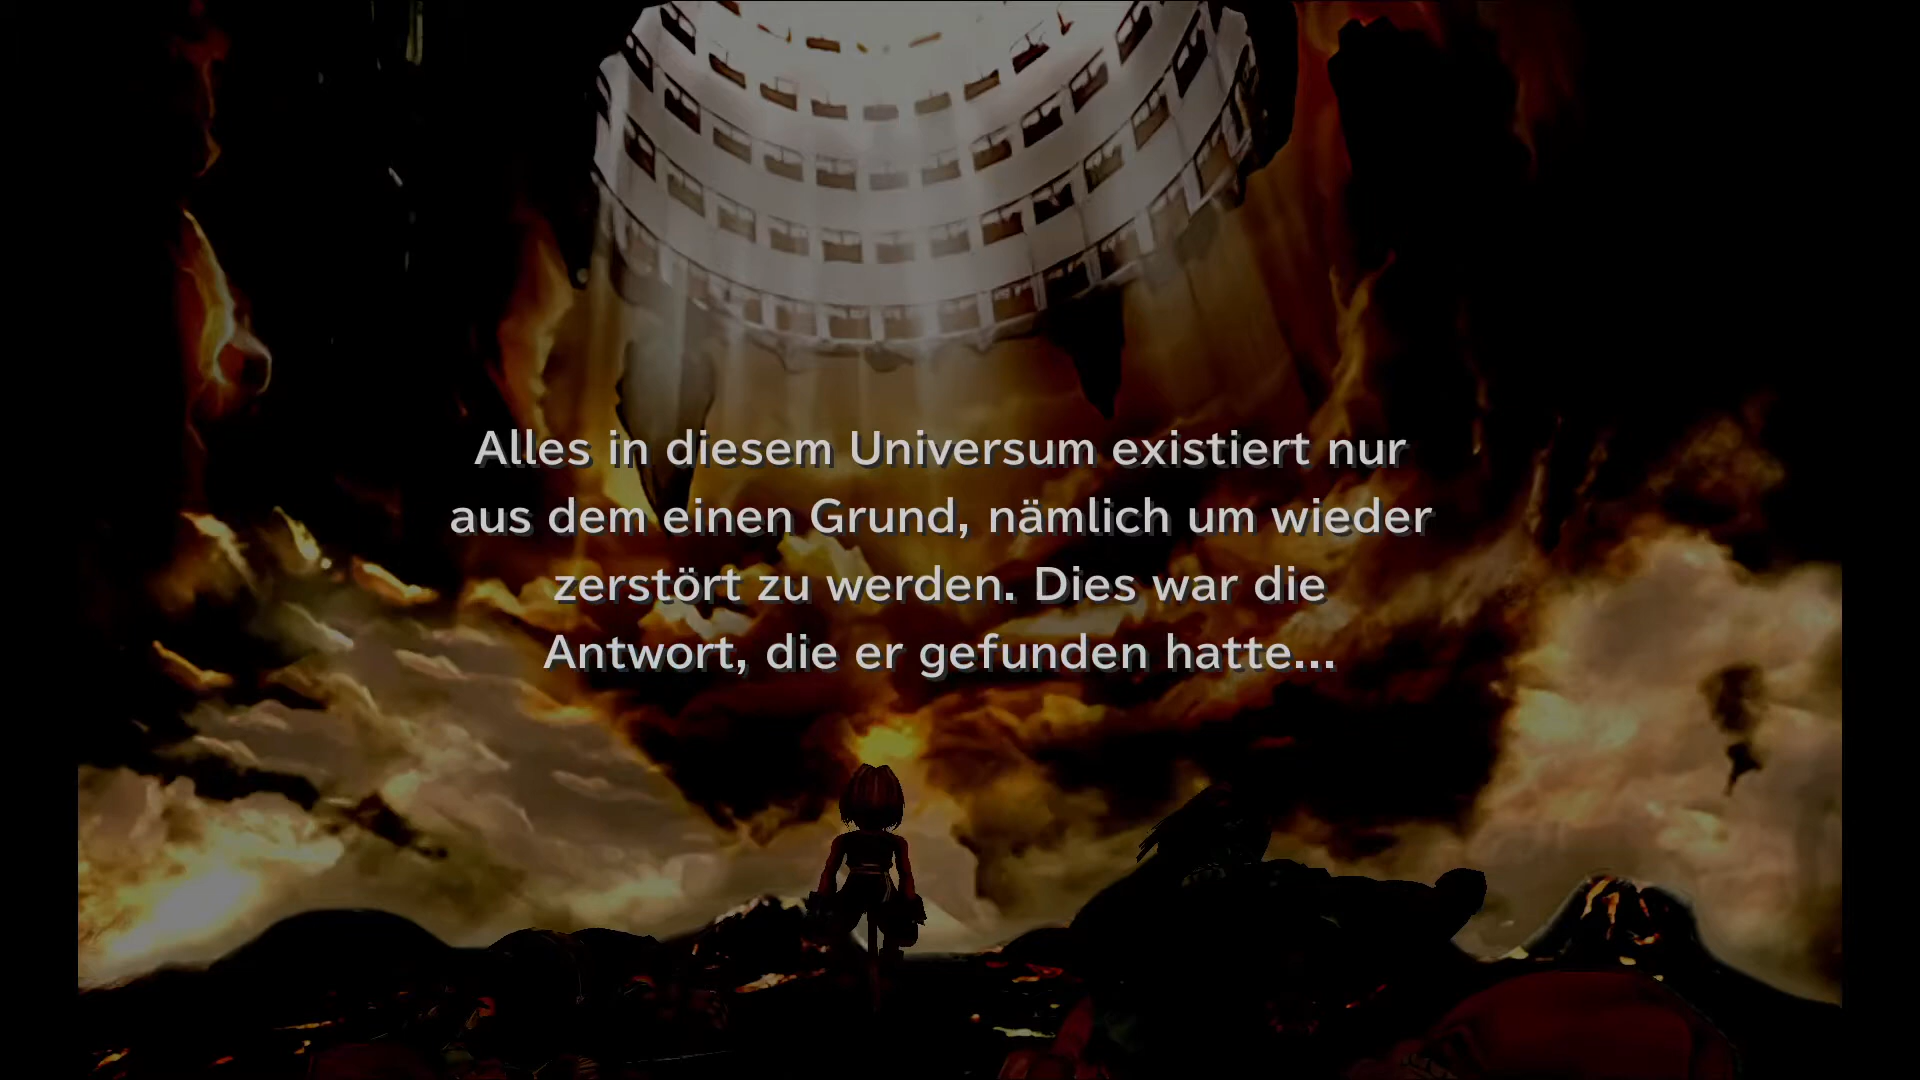 Alles in diesem Universum existiert nur
aus dem einen Grund, nämlich um wieder
zerstört zu werden. Dies war die
Antwort, die er gefunden hatte...